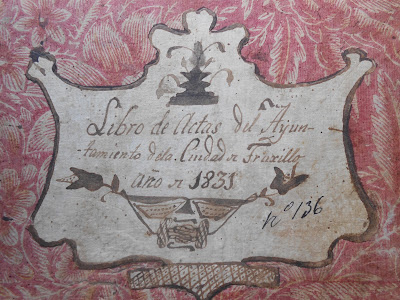 Libro de Actas del Ayun-
tamiento de la Ciudad de Truxillo
Año de 1831
nº 136